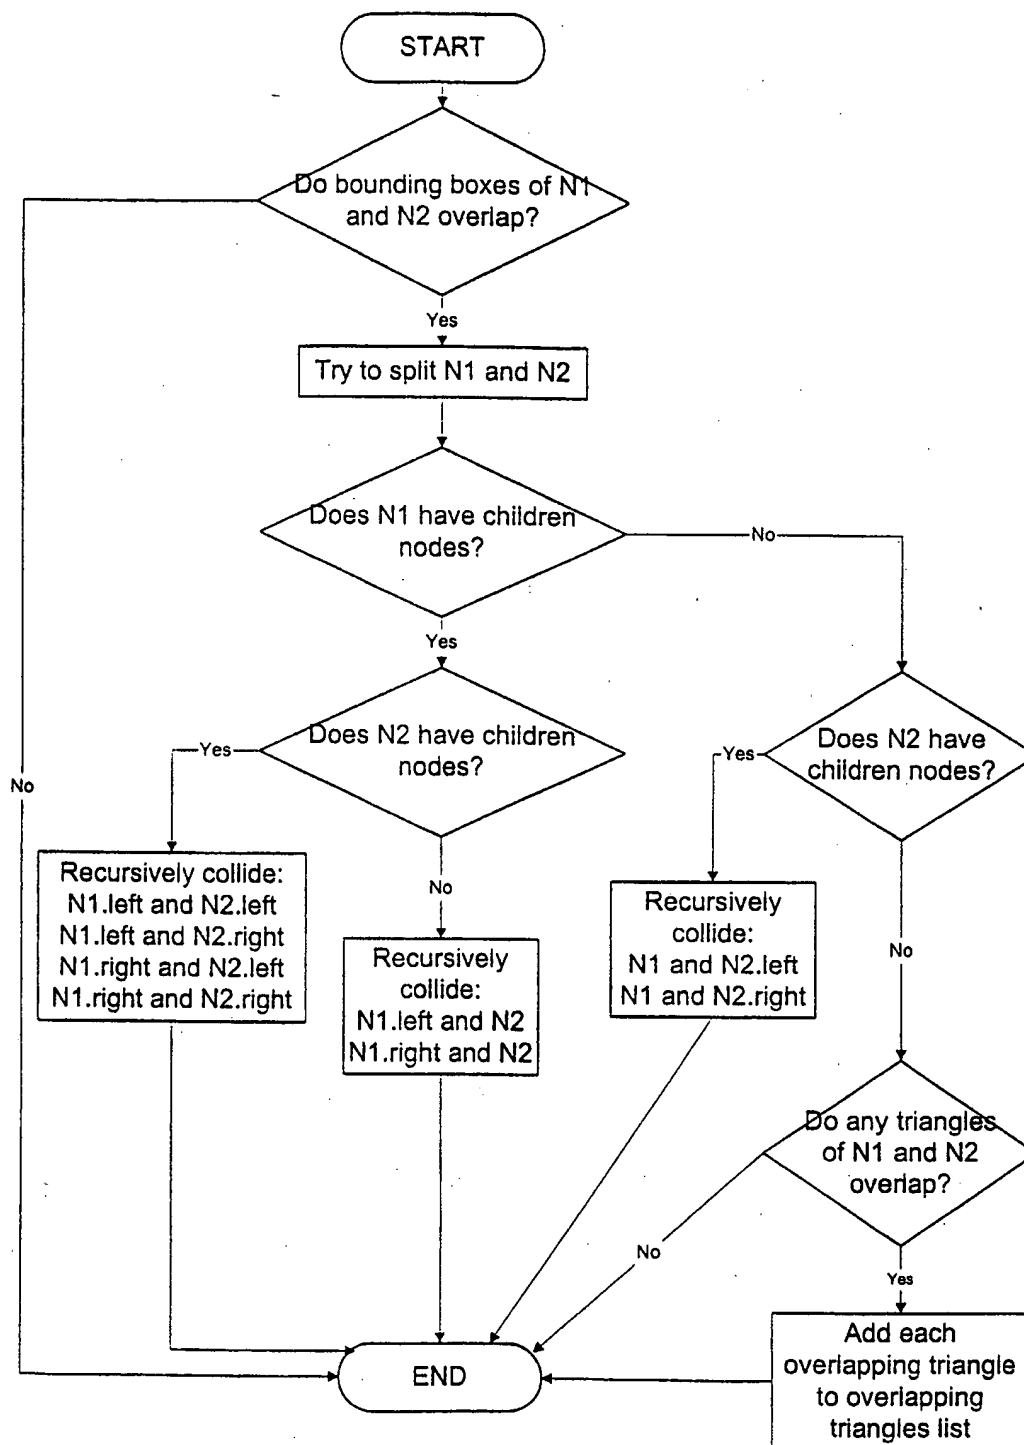 START
Do bounding boxes of N1
and N2 overlap?
Yes
Try to split N1 and N2
Does N1 have children
nodes?
No
Yes
Does N2 have children
nodes?
Yes
Does N2 have
children nodes?
Yes
No
Recursively collide:
N1.left and N2.left
N1.left and N2.right
N1.right and N2.left
N1.right and N2.right
No
Recursively
collide:
N1.left and N2
N1.right and N2
Recursively
collide:
N1 and N2.left
N1 and N2.right
No
Do any triangles
of N1 and N2
overlap?
No
Yes
Add each
overlapping triangle
to overlapping
triangles list
END